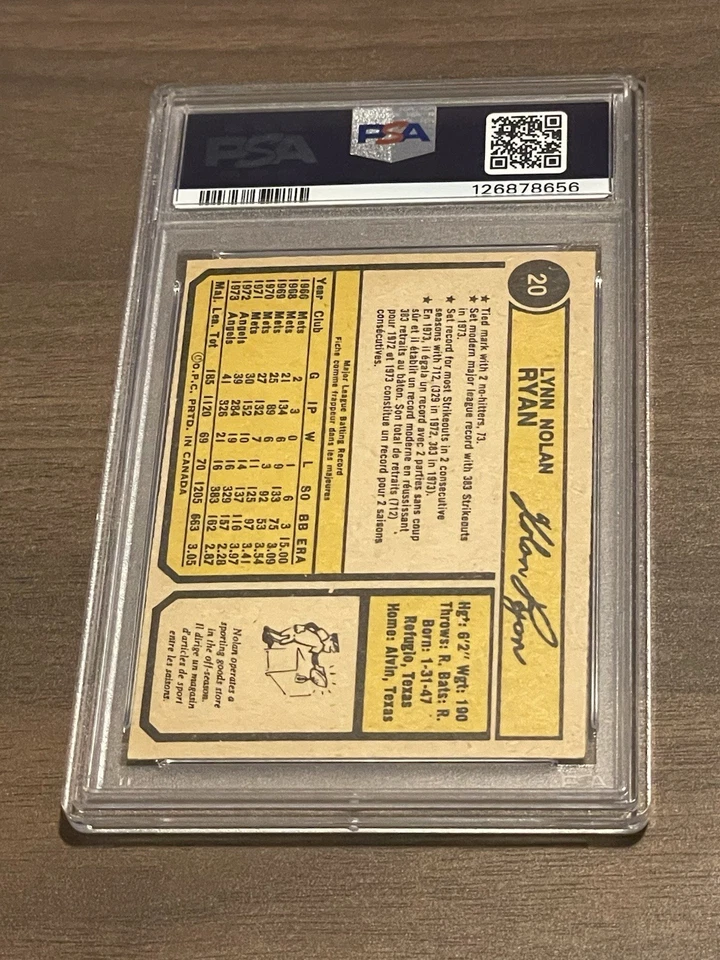 PSA
PSA
126878656
20
LYNN NOLAN
RYAN
Nolan Ryan
★ Tied mark with 2 no-hitters, 73.
★ Set modern major league record with 383 Strikeouts
in 1973.
★ Set record for most Strikeouts in 2 consecutive
seasons with 712, (329 in 1972, 383 in 1973).
★ En 1973, il égala un record avec 2 parties sans coup
sûr et il établit un record moderne en réussissant
383 retraits au bâton. Son total de retraits (712)
pour 1972 et 1973 constitue un record pour 2 saisons
consécutives.
Hgt: 6'2" Wgt: 190
Throws: R. Bats: R.
Born: 1-31-47
Refugio, Texas
Home: Alvin, Texas
Major League Batting Record
Fiche comme frappeur dans les majeures
Year Club G IP W L SO BB ERA
1966 Mets 2 3 0 1 6 3 15.00
1968 Mets 21 134 6 9 133 75 3.09
1969 Mets 25 89 6 3 92 53 3.54
1970 Mets 27 132 7 11 125 97 3.41
1971 Mets 30 152 10 14 137 116 3.97
1972 Angels 39 284 19 16 329 157 2.28
1973 Angels 41 326 21 16 383 162 2.87
Maj. Lea. Tot 185 1120 69 70 1205 663 3.05
©O.P.C. PRTD. IN CANADA
Nolan operates a
sporting goods store
in the off-season.
Il dirige un magasin
d'articles de sport
entre les saisons.